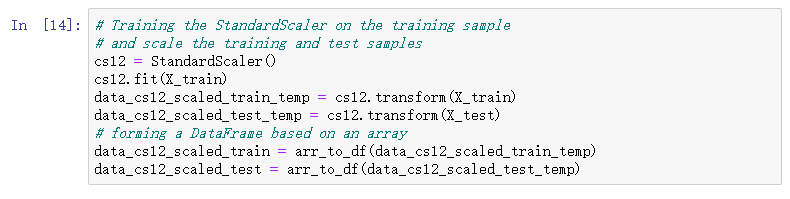 In [14]: # Training the StandardScaler on the training sample
# and scale the training and test samples
cs12 = StandardScaler()
cs12.fit(X_train)
data_cs12_scaled_train_temp = cs12.transform(X_train)
data_cs12_scaled_test_temp = cs12.transform(X_test)
# forming a DataFrame based on an array
data_cs12_scaled_train = arr_to_df(data_cs12_scaled_train_temp)
data_cs12_scaled_test = arr_to_df(data_cs12_scaled_test_temp)